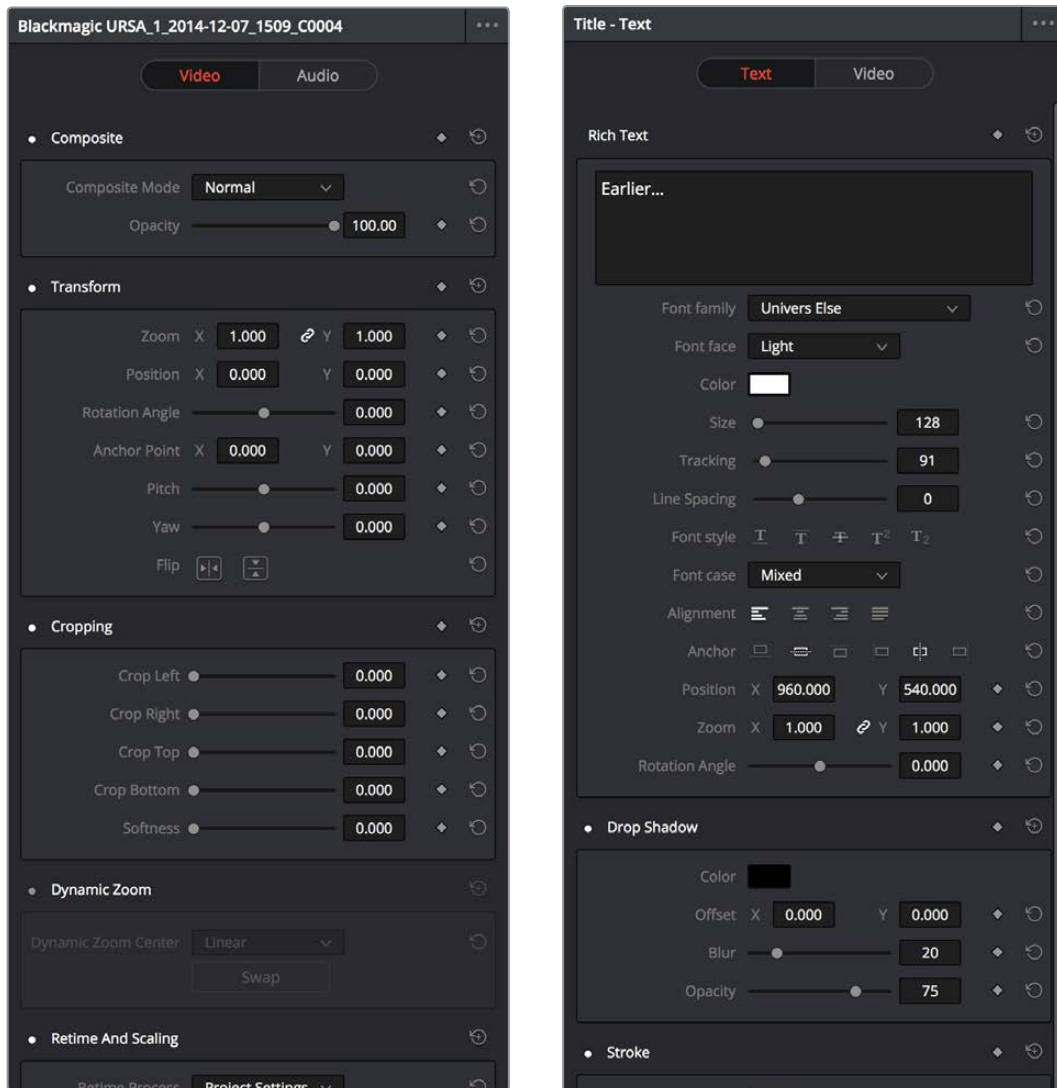 Blackmagic URSA_1_2014-12-07_1509_C0004
Video Audio
Composite
Composite Mode Normal
Opacity 100.00
Transform
Zoom X 1.000 Y 1.000
Position X 0.000 Y 0.000
Rotation Angle 0.000
Anchor Point X 0.000 Y 0.000
Pitch 0.000
Yaw 0.000
Flip
Cropping
Crop Left 0.000
Crop Right 0.000
Crop Top 0.000
Crop Bottom 0.000
Softness 0.000
Dynamic Zoom
Dynamic Zoom Center Linear
Swap
Retime And Scaling
Retime Process Project Settings
Title - Text
Text Video
Rich Text
Earlier...
Font family Univers Else
Font face Light
Color
Size 128
Tracking 91
Line Spacing 0
Font style T T T T2 T2
Font case Mixed
Alignment
Anchor
Position X 960.000 Y 540.000
Zoom X 1.000 Y 1.000
Rotation Angle 0.000
Drop Shadow
Color
Offset X 0.000 Y 0.000
Blur 20
Opacity 75
Stroke